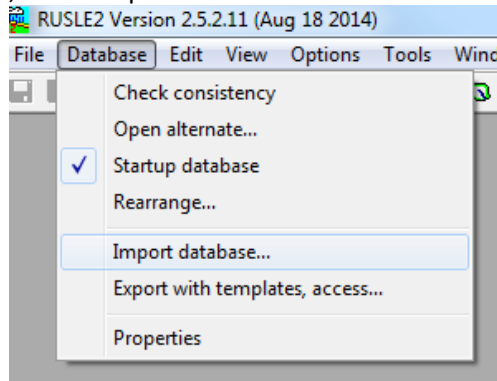 RUSLE2 Version 2.5.2.11 (Aug 18 2014)
File Database Edit View Options Tools
Check consistency
Open alternate...
Startup database
Rearrange...
Import database...
Export with templates, access...
Properties